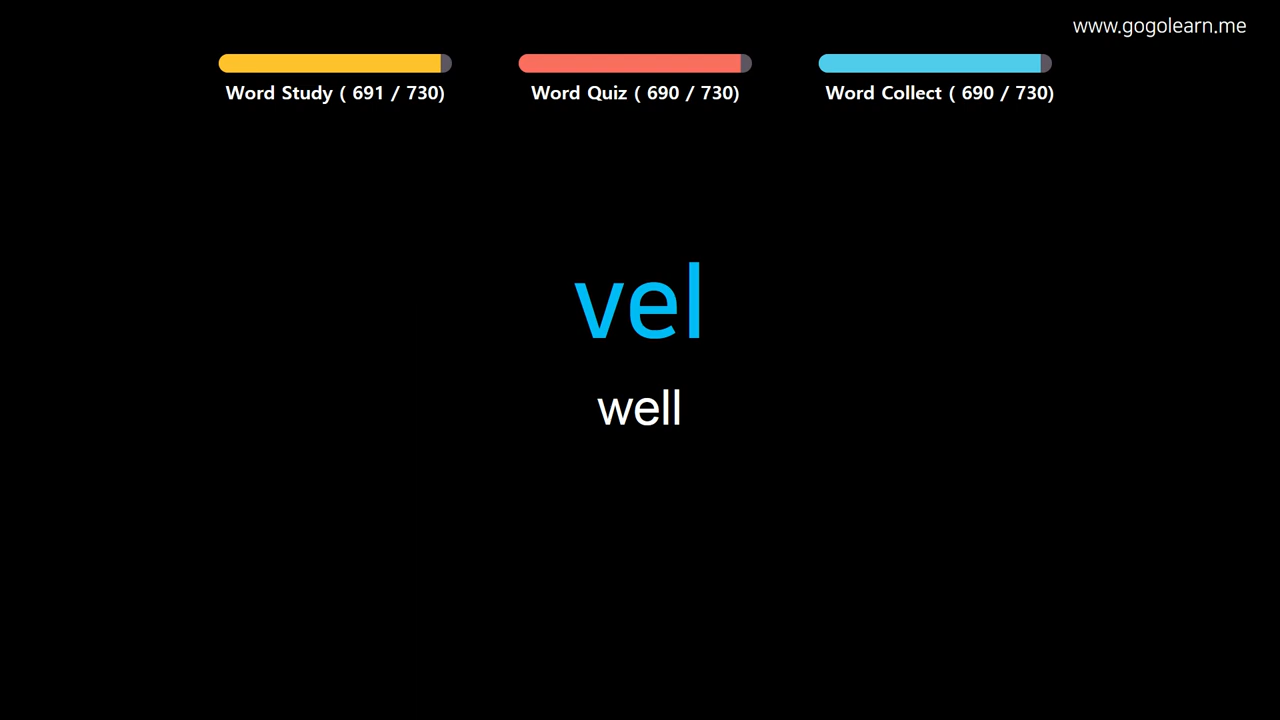 www.gogolearn.me
Word Study ( 691 / 730)
Word Quiz ( 690 / 730)
Word Collect ( 690 / 730)
vel
well